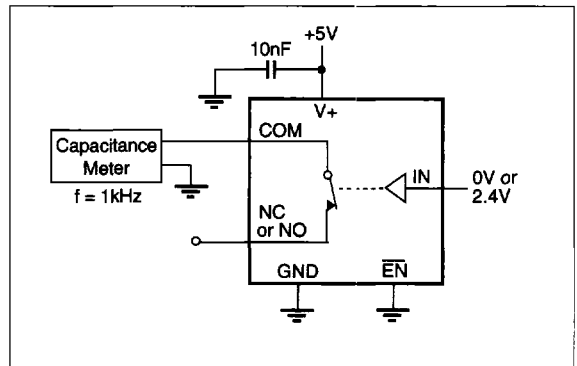 +5V
10nF
V+
COM
Capacitance
Meter
f = 1kHz
IN
0V or
2.4V
NC
or NO
GND
EN